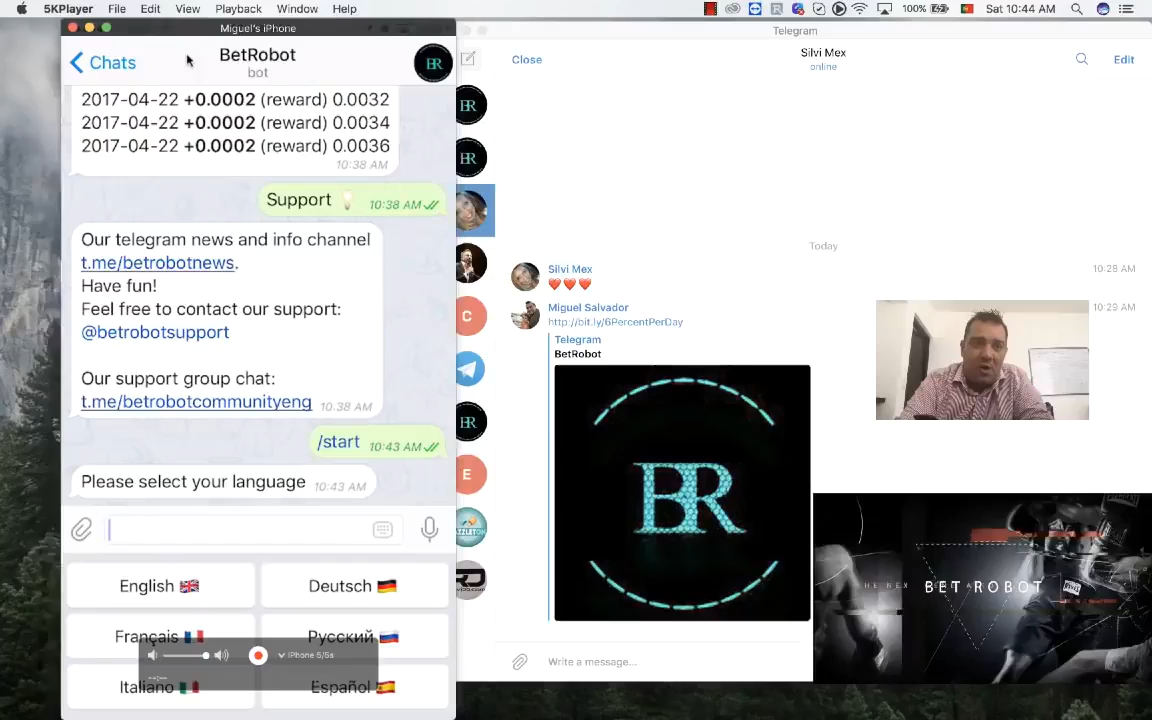 5KPlayer File Edit View Playback Window Help
100% Sat 10:44 AM
Miguel's iPhone
Chats
BetRobot
bot
BR
2017-04-22 +0.0002 (reward) 0.0032
2017-04-22 +0.0002 (reward) 0.0034
2017-04-22 +0.0002 (reward) 0.0036
10:38 AM
Support 10:38 AM
Our telegram news and info channel
t.me/betrobotnews.
Have fun!
Feel free to contact our support:
@betrobotsupport
Our support group chat:
t.me/betrobotcommunityeng 10:38 AM
/start 10:43 AM
Please select your language 10:43 AM
English Deutsch
Français Русский
iPhone 5/5s
Italiano Español
BR
BR
C
BR
E
Telegram
Close
Silvi Mex
online
Edit
Today
Silvi Mex 10:28 AM
Miguel Salvador 10:29 AM
http://bit.ly/6PercentPerDay
Telegram
BetRobot
BR
Write a message...
BET ROBOT